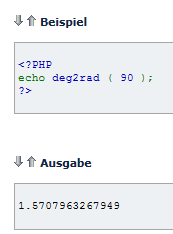 Beispiel
<?PHP
echo deg2rad ( 90 );
?>
Ausgabe
1.5707963267949